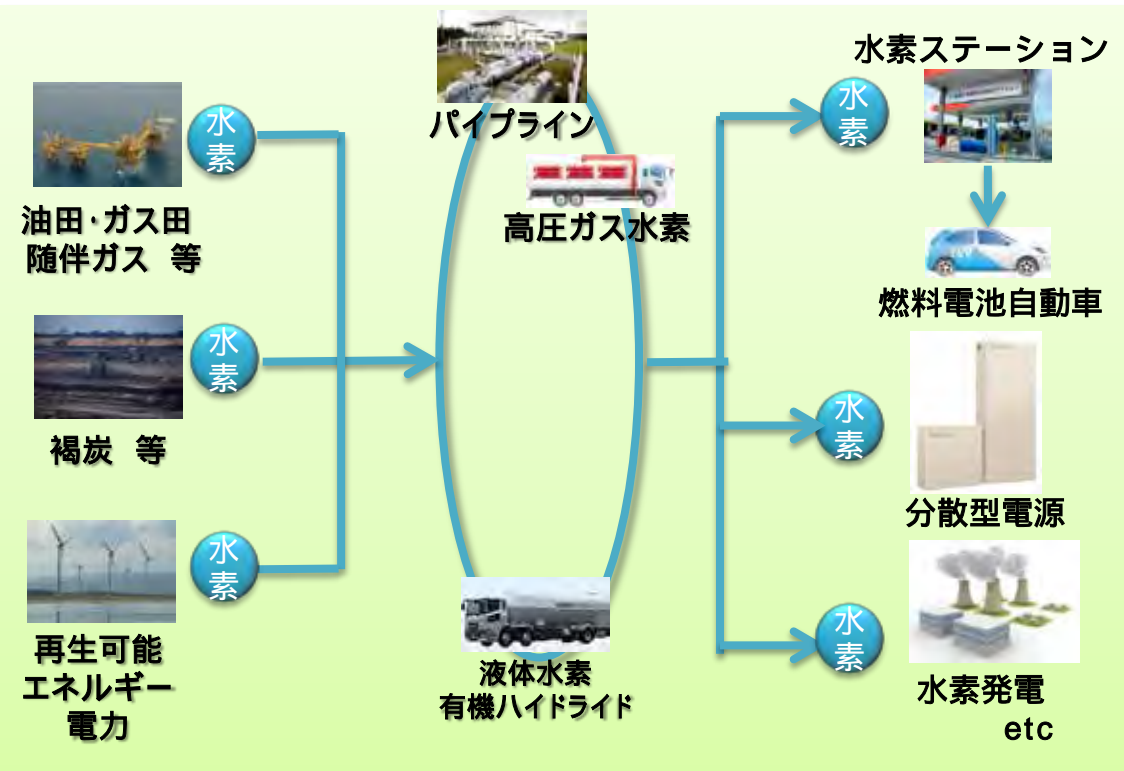 水素
油田・ガス田
随伴ガス 等
水素
褐炭 等
水素
再生可能
エネルギー
電力
パイプライン
高圧ガス水素
液体水素
有機ハイドライド
水素ステーション
水素
燃料電池自動車
水素
分散型電源
水素
水素発電
etc